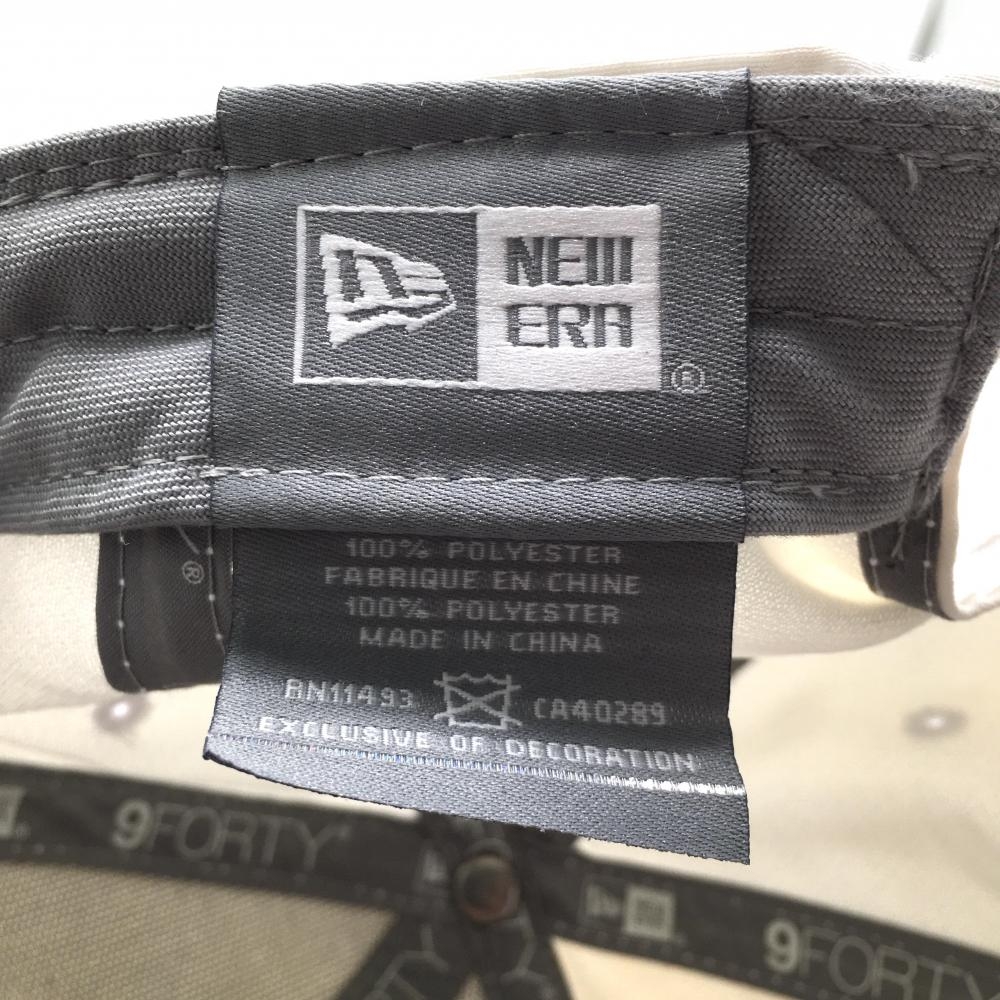 NEW
ERA
®
100% POLYESTER
FABRIQUE EN CHINE
100% POLYESTER
MADE IN CHINA
RN11493 CA40289
EXCLUSIVE OF DECORATION
®
9FORTY
9FORTY